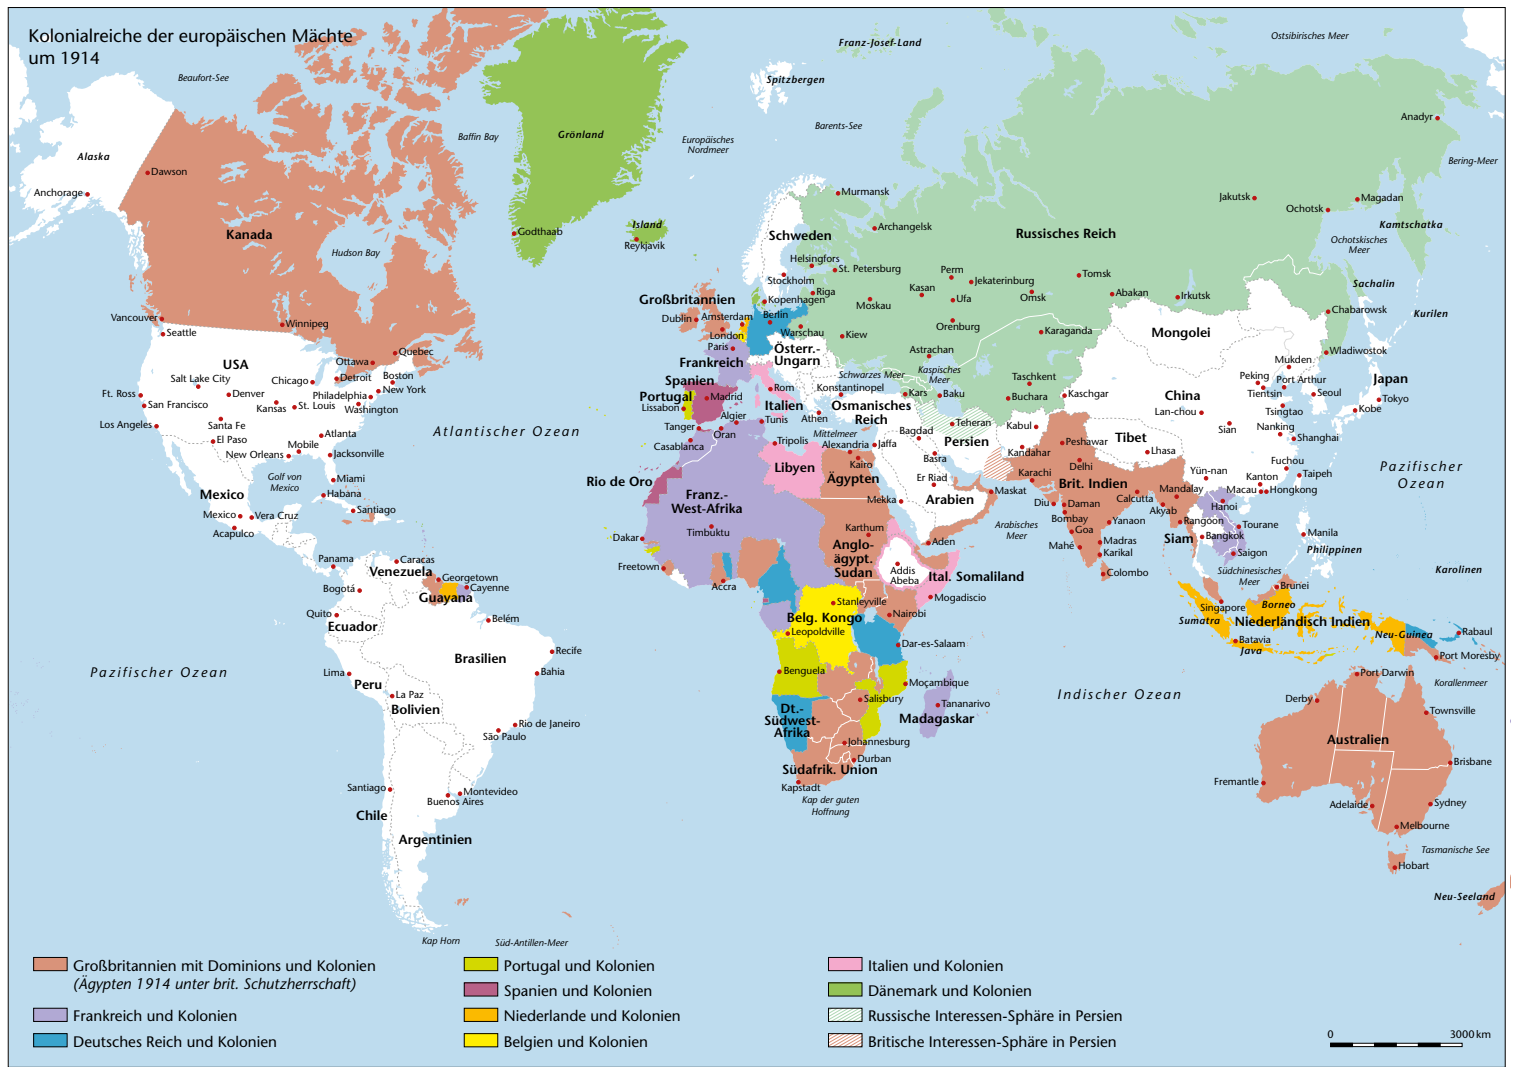 Kolonialreiche der europäischen Mächte
um 1914
Beaufort-See
Baffin Bay
Grönland
Franz-Josef-Land
Spitzbergen
Barents-See
Europäisches
Nordmeer
Ostsibirisches Meer
Anadyr
Bering-Meer
Alaska
Anchorage
Dawson
Kanada
Hudson Bay
Godthaab
Island
Reykjavik
Murmansk
Archangelsk
Schweden
Russisches Reich
Jakutsk
Ochotsk
Magadan
Kamtschatka
Ochotskisches
Meer
Sachalin
Kurilen
Helsingfors
St. Petersburg
Stockholm
Perm
Jekaterinburg
Tomsk
Kasan
Ufa
Omsk
Abakan
Irkutsk
Riga
Moskau
Kopenhagen
Großbritannien
Dublin
Amsterdam
Berlin
London
Warschau
Kiew
Orenburg
Karaganda
Chabarowsk
Wladiwostok
Paris
Frankreich
Österr.-
Ungarn
Astrachan
Kaspisches
Meer
Schwarzes Meer
Taschkent
Mongolei
Mukden
Peking
Port Arthur
Tientsin
Seoul
Japan
Tokyo
Kobe
Vancouver
Seattle
Winnipeg
Quebec
Ottawa
USA
Salt Lake City
Chicago
Detroit
Boston
New York
Ft. Ross
San Francisco
Denver
Kansas
St. Louis
Philadelphia
Washington
Los Angeles
Santa Fe
El Paso
Atlanta
Mobile
New Orleans
Jacksonville
Golf von
Mexico
Miami
Mexico
Habana
Mexico
Vera Cruz
Santiago
Acapulco
Atlantischer Ozean
Spanien
Portugal
Madrid
Lissabon
Rom
Italien
Konstantinopel
Athen
Osmanisches
Reich
Kars
Baku
Buchara
Kaschgar
China
Lan-chou
Tsingtao
Sian
Nanking
Shanghai
Tanger
Algier
Oran
Tunis
Casablanca
Tripolis
Mittelmeer
Alexandria
Jaffa
Kairo
Bagdad
Basra
Teheran
Persien
Kabul
Kandahar
Peshawar
Tibet
Lhasa
Delhi
Karachi
Brit. Indien
Yün-nan
Fuchou
Taipeh
Kanton
Macau
Hongkong
Pazifischer
Ozean
Rio de Oro
Libyen
Ägypten
Er Riad
Arabien
Mekka
Maskat
Franz.-
West-Afrika
Timbuktu
Dakar
Freetown
Accra
Karthum
Anglo-
ägypt.
Sudan
Aden
Addis
Abeba
Ital. Somaliland
Mogadiscio
Arabisches
Meer
Diu
Daman
Bombay
Goa
Mahé
Yanaon
Madras
Karikal
Colombo
Calcutta
Mandalay
Akyab
Rangoon
Hanoi
Siam
Bangkok
Tourane
Saigon
Südchinesisches
Meer
Manila
Philippinen
Karolinen
Panama
Caracas
Venezuela
Georgetown
Bogotá
Guayana
Cayenne
Quito
Ecuador
Belém
Brasilien
Recife
Bahia
Lima
Peru
La Paz
Bolivien
Rio de Janeiro
São Paulo
Santiago
Montevideo
Buenos Aires
Chile
Argentinien
Pazifischer Ozean
Stanleyville
Belg. Kongo
Leopoldville
Nairobi
Dar-es-Salaam
Benguela
Moçambique
Salisbury
Tananarivo
Madagaskar
Dt.-
Südwest-
Afrika
Johannesburg
Durban
Südafrik. Union
Kapstadt
Kap der guten
Hoffnung
Indischer Ozean
Brunei
Singapore
Borneo
Sumatra
Niederländisch Indien
Batavia
Java
Neu-Guinea
Rabaul
Port Moresby
Korallenmeer
Port Darwin
Derby
Townsville
Australien
Brisbane
Fremantle
Adelaide
Sydney
Melbourne
Tasmanische See
Hobart
Neu-Seeland
Kap Horn
Süd-Antillen-Meer
Großbritannien mit Dominions und Kolonien
(Ägypten 1914 unter brit. Schutzherrschaft)
Frankreich und Kolonien
Deutsches Reich und Kolonien
Portugal und Kolonien
Spanien und Kolonien
Niederlande und Kolonien
Belgien und Kolonien
Italien und Kolonien
Dänemark und Kolonien
Russische Interessen-Sphäre in Persien
Britische Interessen-Sphäre in Persien
0 3000 km